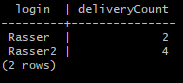 login | deliveryCount
---------+---------------
Rasser | 2
Rasser2 | 4
(2 rows)